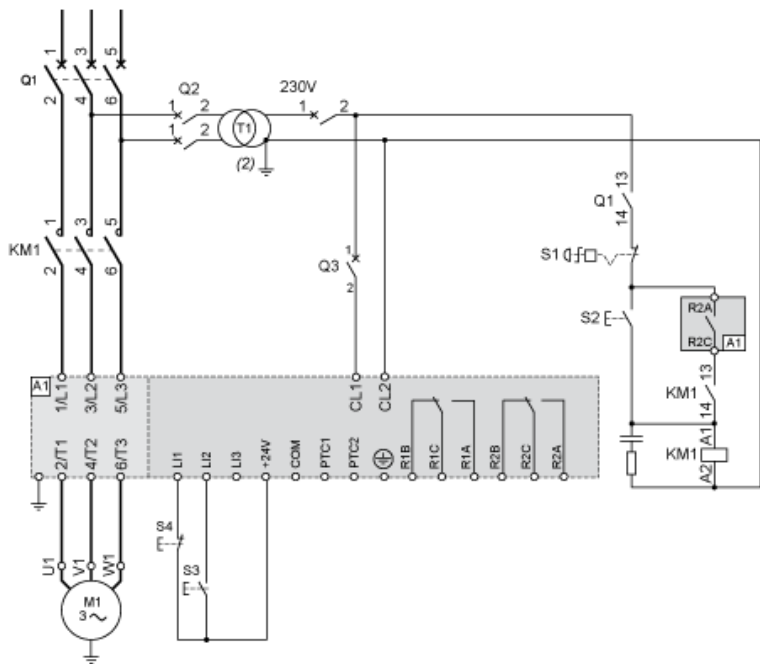 1 3 5
Q1
2 4 6
Q2
1 2
1 2
T1
(2)
230V
1 2
13
Q1
14
S1
1 3 5
KM1
2 4 6
1
Q3
2
S2
R2A
R2C A1
13
KM1
14
A1
KM1
A2
A1
1/L1 3/L2 5/L3 CL1 CL2
2/T1 4/T2 6/T3 LI1 LI2 LI3 +24V COM PTC1 PTC2 R1B R1C R1A R2B R2C R2A
S4
S3
U1 V1 W1
M1
3